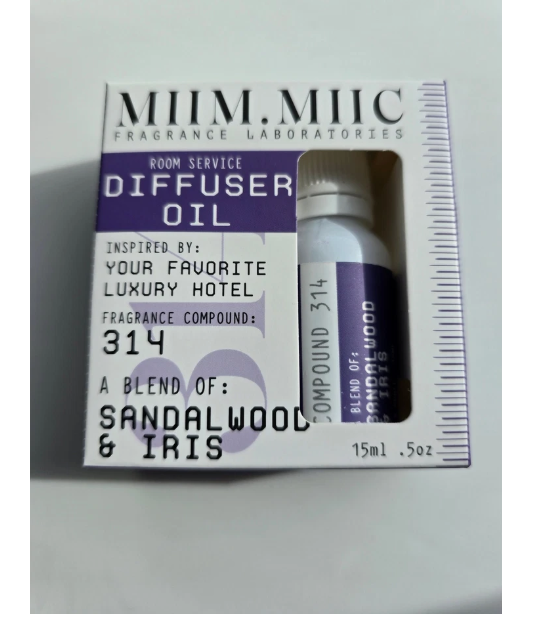 MIIM.MIIC
FRAGRANCE LABORATORIES
ROOM SERVICE
DIFFUSER
OIL
INSPIRED BY:
YOUR FAVORITE
LUXURY HOTEL
FRAGRANCE COMPOUND:
314
A BLEND OF:
SANDALWOOD
& IRIS
314
COMPOUND 314
A BLEND OF:
SANDALWOOD
& IRIS
15ml .5oz